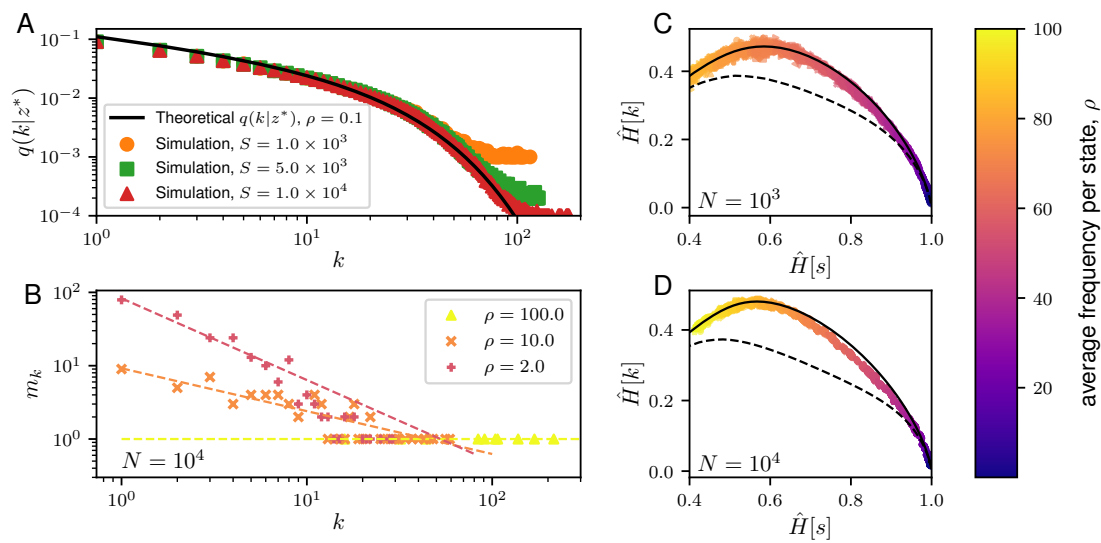 A
10^{-1}
10^{-2}
10^{-3}
10^{-4}
q(k|z*)
Theoretical q(k|z*), ρ = 0.1
Simulation, S = 1.0 × 10^3
Simulation, S = 5.0 × 10^3
Simulation, S = 1.0 × 10^4
10^0
10^1
10^2
k
B
10^2
10^1
10^0
m_k
ρ = 100.0
ρ = 10.0
ρ = 2.0
N = 10^4
10^0
10^1
10^2
k
C
0.4
0.2
0.0
Ĥ[k]
N = 10^3
0.4
0.6
0.8
1.0
Ĥ[s]
D
0.4
0.2
0.0
Ĥ[k]
N = 10^4
0.4
0.6
0.8
1.0
Ĥ[s]
100
80
60
40
20
average frequency per state, ρ